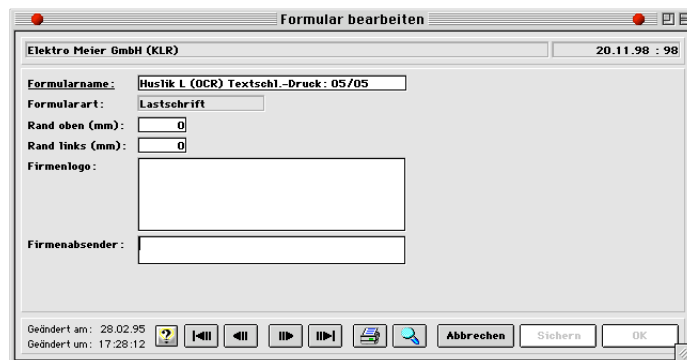 Formular bearbeiten
Elektro Meier GmbH (KLR) 20.11.98 : 98
Formularname: Huslik L (OCR) Textschl.-Druck: 05/05
Formularart: Lastschrift
Rand oben (mm): 0
Rand links (mm): 0
Firmenlogo:
Firmenabsender:
Geändert am: 28.02.95
Geändert um: 17:28:12
? Abbrechen Sichern OK